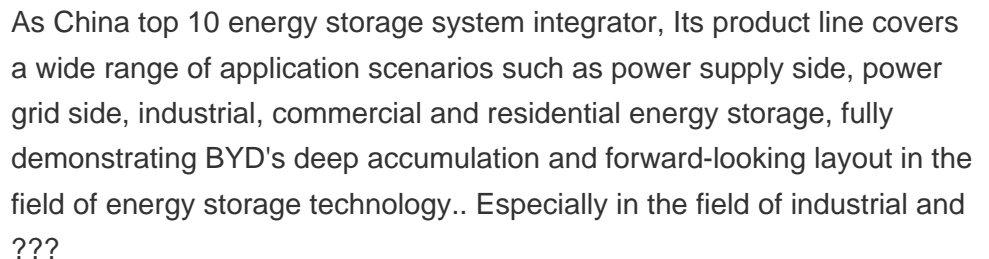 As China top 10 energy storage system integrator, Its product line covers
a wide range of application scenarios such as power supply side, power
grid side, industrial, commercial and residential energy storage, fully
demonstrating BYD's deep accumulation and forward-looking layout in the
field of energy storage technology.. Especially in the field of industrial and
???